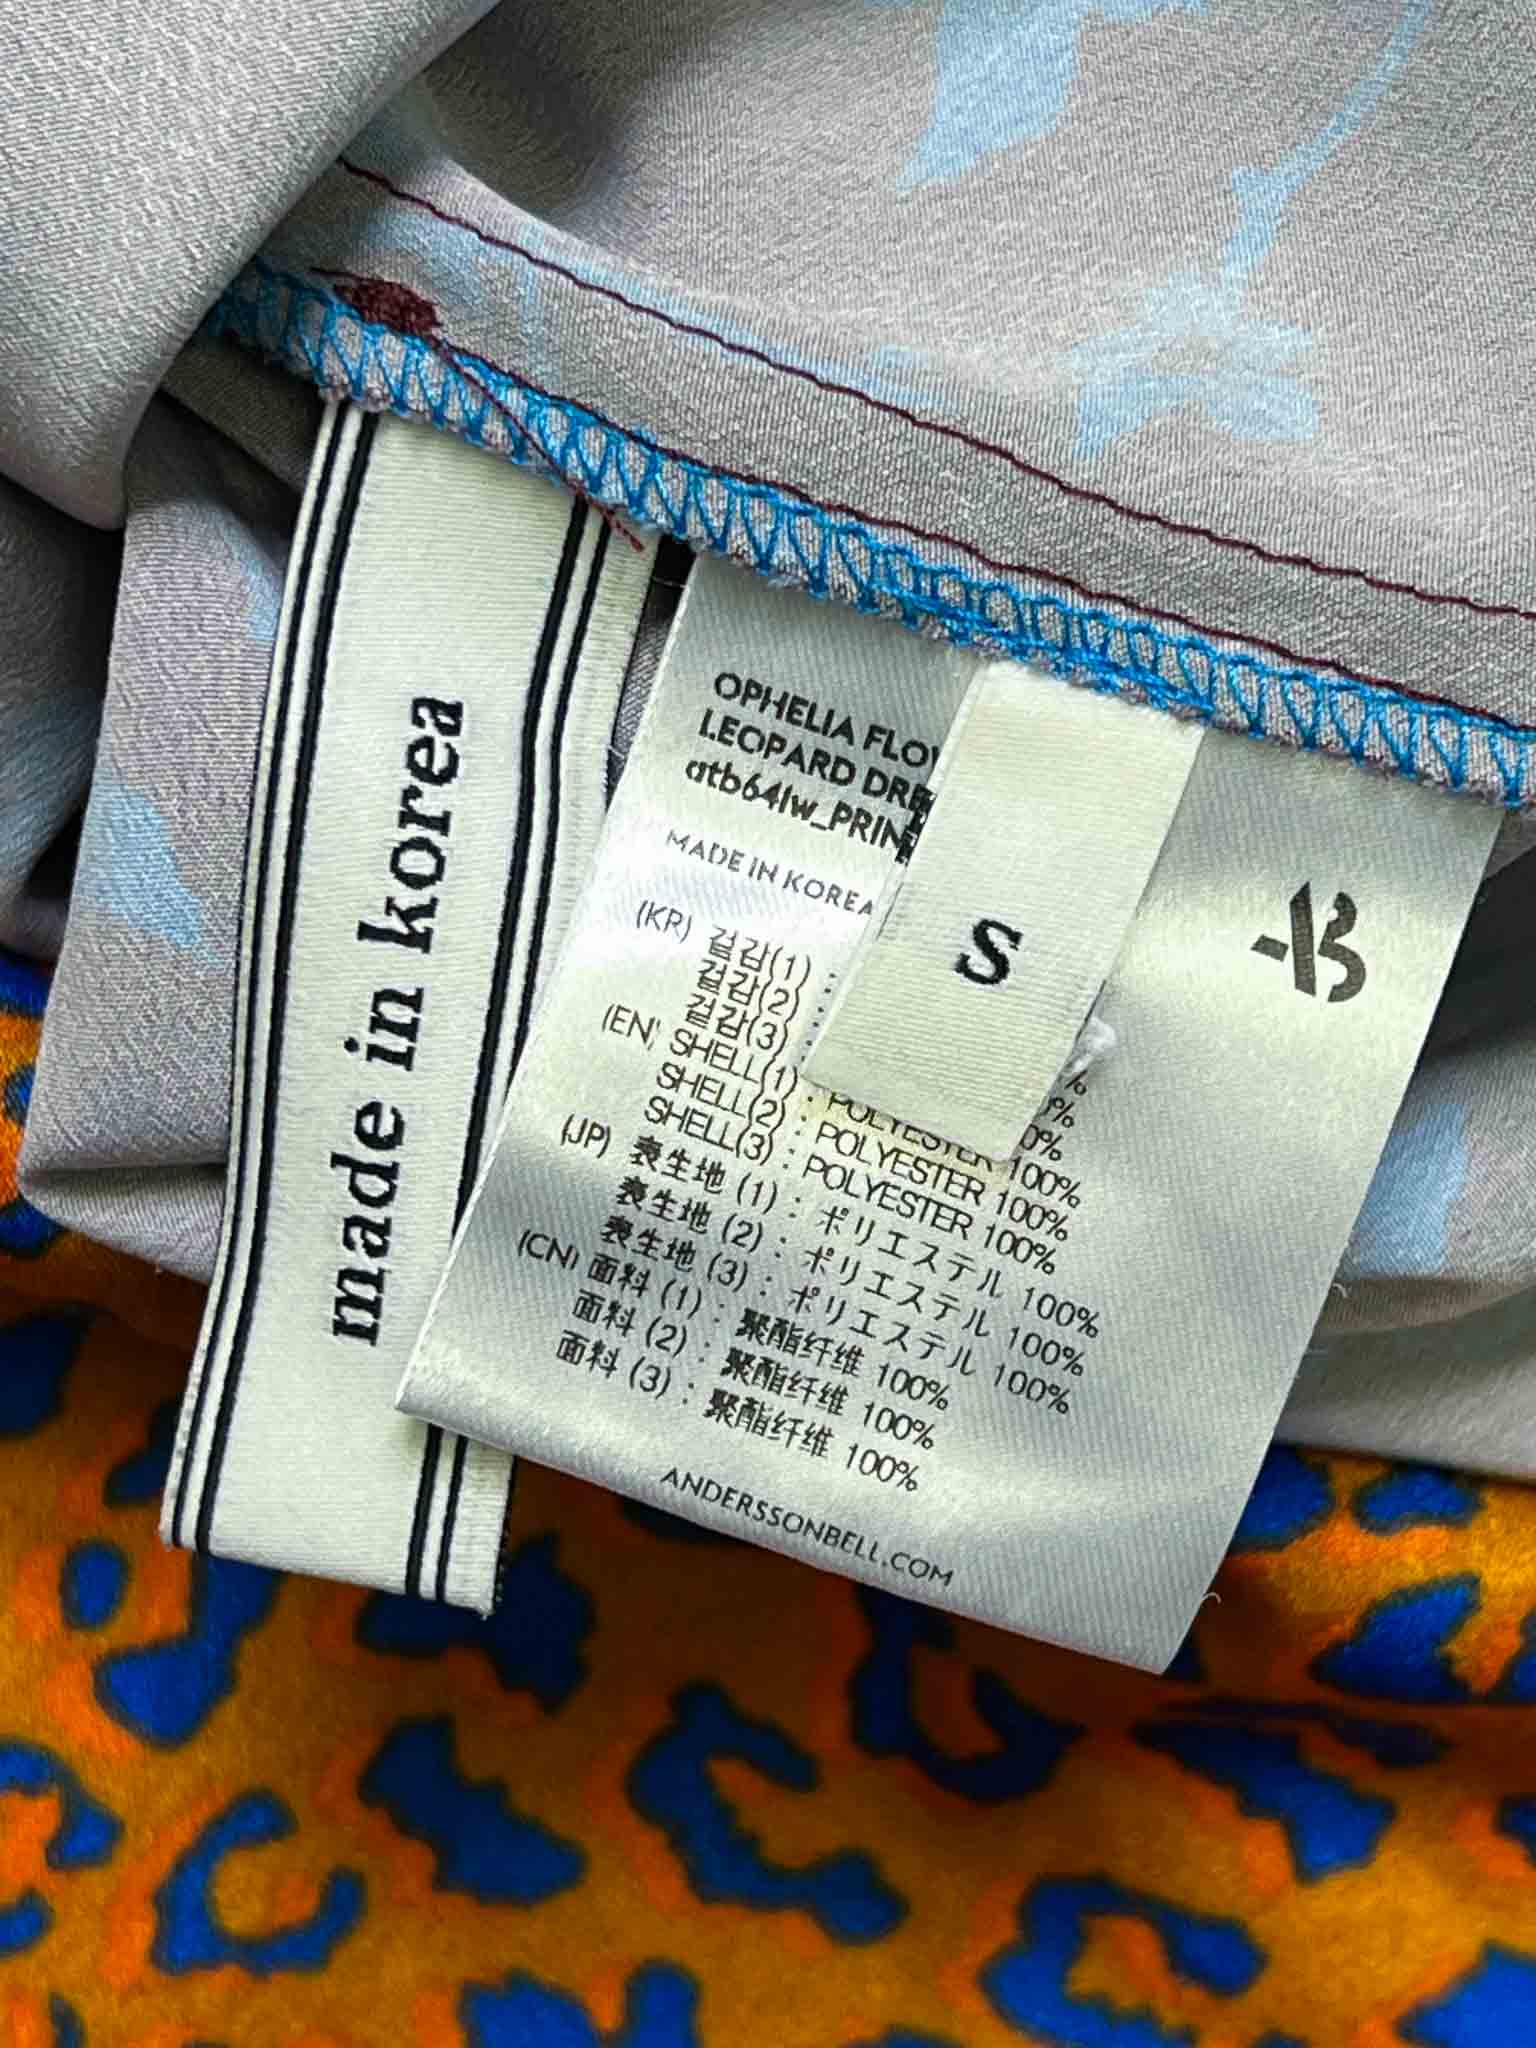 made in korea
OPHELIA
LEOPARD
MADE IN KOREA
S
(KR) 겉감(1) :
겉감(2) :
겉감(3) :
(EN) SHELL(1) : POLYESTER 100%
SHELL(2) : POLYESTER 100%
SHELL(3) : POLYESTER 100%
(JP) 表生地 (1) : ポリエステル 100%
表生地 (2) : ポリエステル 100%
表生地 (3) : ポリエステル 100%
(CN) 面料 (1) : 聚酯纤维 100%
面料 (2) : 聚酯纤维 100%
面料 (3) : 聚酯纤维 100%
ANDERSSONBELL.COM